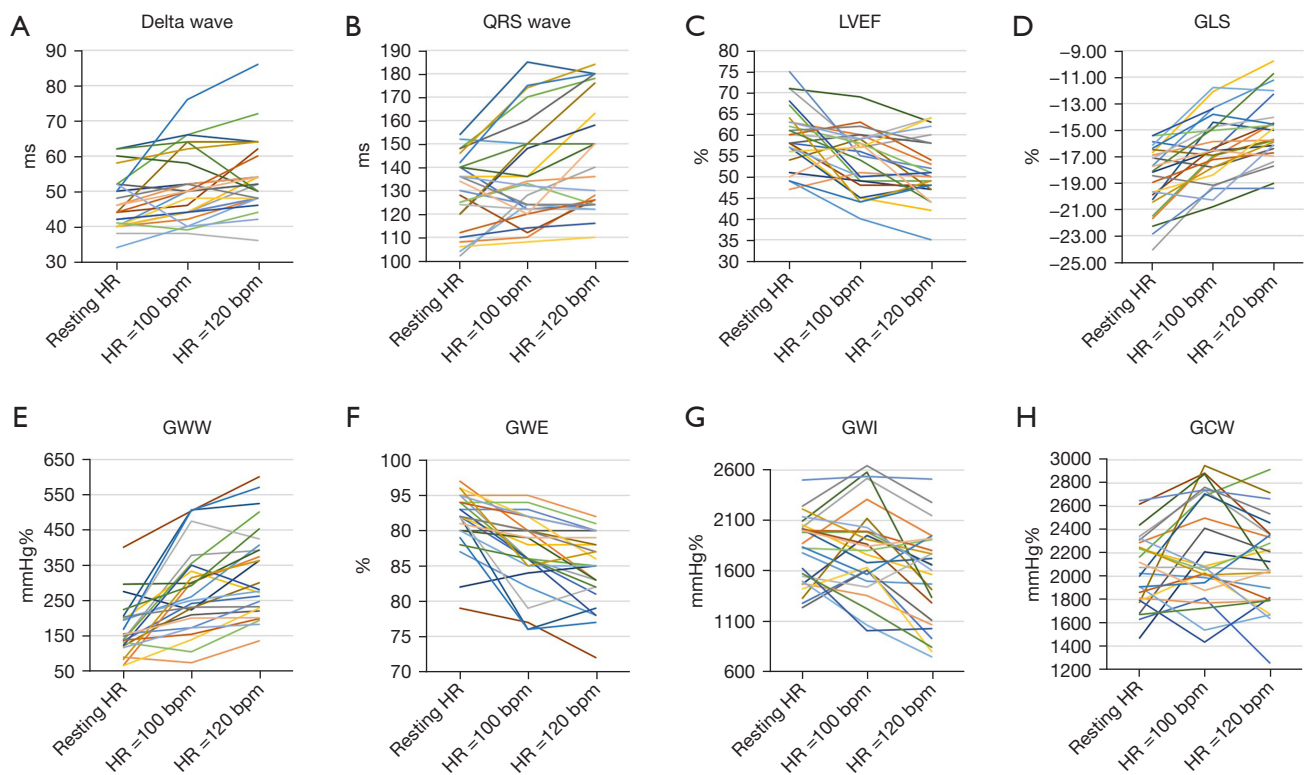 A
Delta wave
ms
90
80
70
60
50
40
30
Resting HR
HR =100 bpm
HR =120 bpm
B
QRS wave
ms
190
180
170
160
150
140
130
120
110
100
Resting HR
HR =100 bpm
HR =120 bpm
C
LVEF
%
80
75
70
65
60
55
50
45
40
35
30
Resting HR
HR =100 bpm
HR =120 bpm
D
GLS
%
−9.00
−11.00
−13.00
−15.00
−17.00
−19.00
−21.00
−23.00
−25.00
Resting HR
HR =100 bpm
HR =120 bpm
E
GWW
mmHg%
650
550
450
350
250
150
50
Resting HR
HR =100 bpm
HR =120 bpm
F
GWE
%
100
95
80
85
80
75
70
Resting HR
HR =100 bpm
HR =120 bpm
G
GWI
mmHg%
2600
2100
1600
1100
600
Resting HR
HR =100 bpm
HR =120 bpm
H
GCW
mmHg%
3000
2800
2600
2400
2200
2000
1800
1600
1400
1200
Resting HR
HR =100 bpm
HR =120 bpm